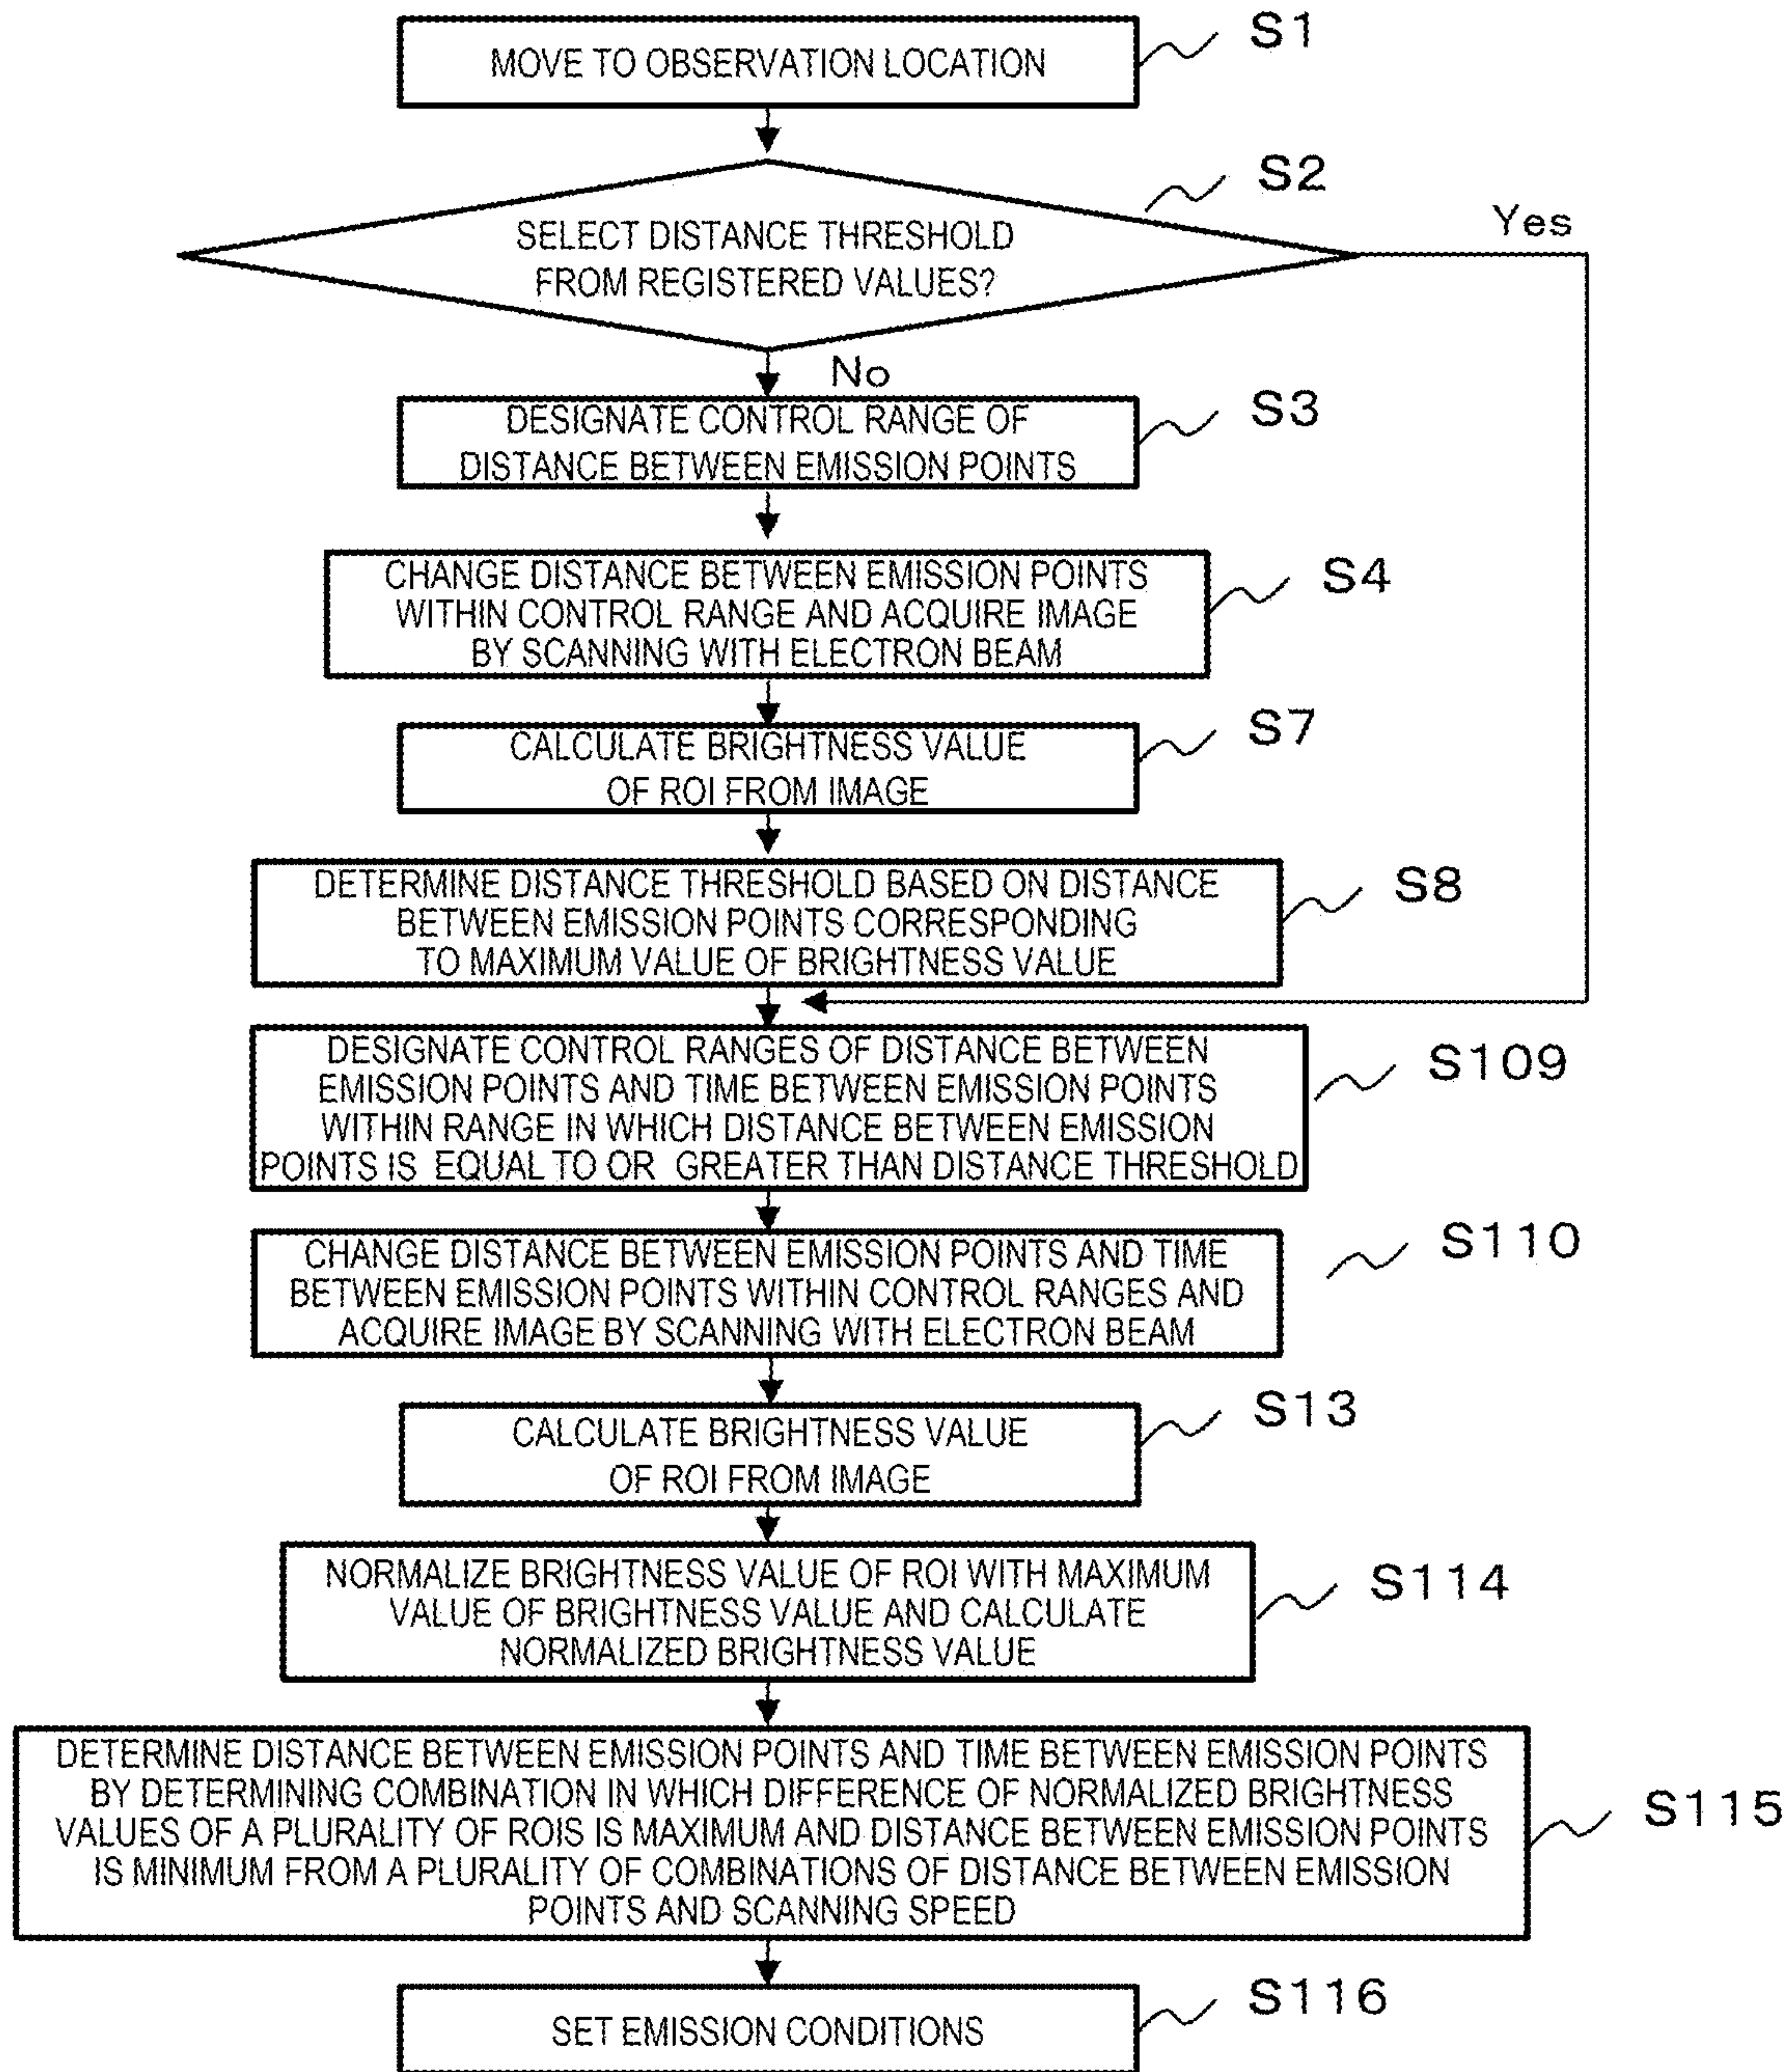 S1
MOVE TO OBSERVATION LOCATION
S2
Yes
SELECT DISTANCE THRESHOLD
FROM REGISTERED VALUES?
No
S3
DESIGNATE CONTROL RANGE OF
DISTANCE BETWEEN EMISSION POINTS
S4
CHANGE DISTANCE BETWEEN EMISSION POINTS
WITHIN CONTROL RANGE AND ACQUIRE IMAGE
BY SCANNING WITH ELECTRON BEAM
S7
CALCULATE BRIGHTNESS VALUE
OF ROI FROM IMAGE
S8
DETERMINE DISTANCE THRESHOLD BASED ON DISTANCE
BETWEEN EMISSION POINTS CORRESPONDING
TO MAXIMUM VALUE OF BRIGHTNESS VALUE
S109
DESIGNATE CONTROL RANGES OF DISTANCE BETWEEN
EMISSION POINTS AND TIME BETWEEN EMISSION POINTS
WITHIN RANGE IN WHICH DISTANCE BETWEEN EMISSION
POINTS IS EQUAL TO OR GREATER THAN DISTANCE THRESHOLD
S110
CHANGE DISTANCE BETWEEN EMISSION POINTS AND TIME
BETWEEN EMISSION POINTS WITHIN CONTROL RANGES AND
ACQUIRE IMAGE BY SCANNING WITH ELECTRON BEAM
S13
CALCULATE BRIGHTNESS VALUE
OF ROI FROM IMAGE
S114
NORMALIZE BRIGHTNESS VALUE OF ROI WITH MAXIMUM
VALUE OF BRIGHTNESS VALUE AND CALCULATE
NORMALIZED BRIGHTNESS VALUE
S115
DETERMINE DISTANCE BETWEEN EMISSION POINTS AND TIME BETWEEN EMISSION POINTS
BY DETERMINING COMBINATION IN WHICH DIFFERENCE OF NORMALIZED BRIGHTNESS
VALUES OF A PLURALITY OF ROIS IS MAXIMUM AND DISTANCE BETWEEN EMISSION POINTS
IS MINIMUM FROM A PLURALITY OF COMBINATIONS OF DISTANCE BETWEEN EMISSION
POINTS AND SCANNING SPEED
S116
SET EMISSION CONDITIONS